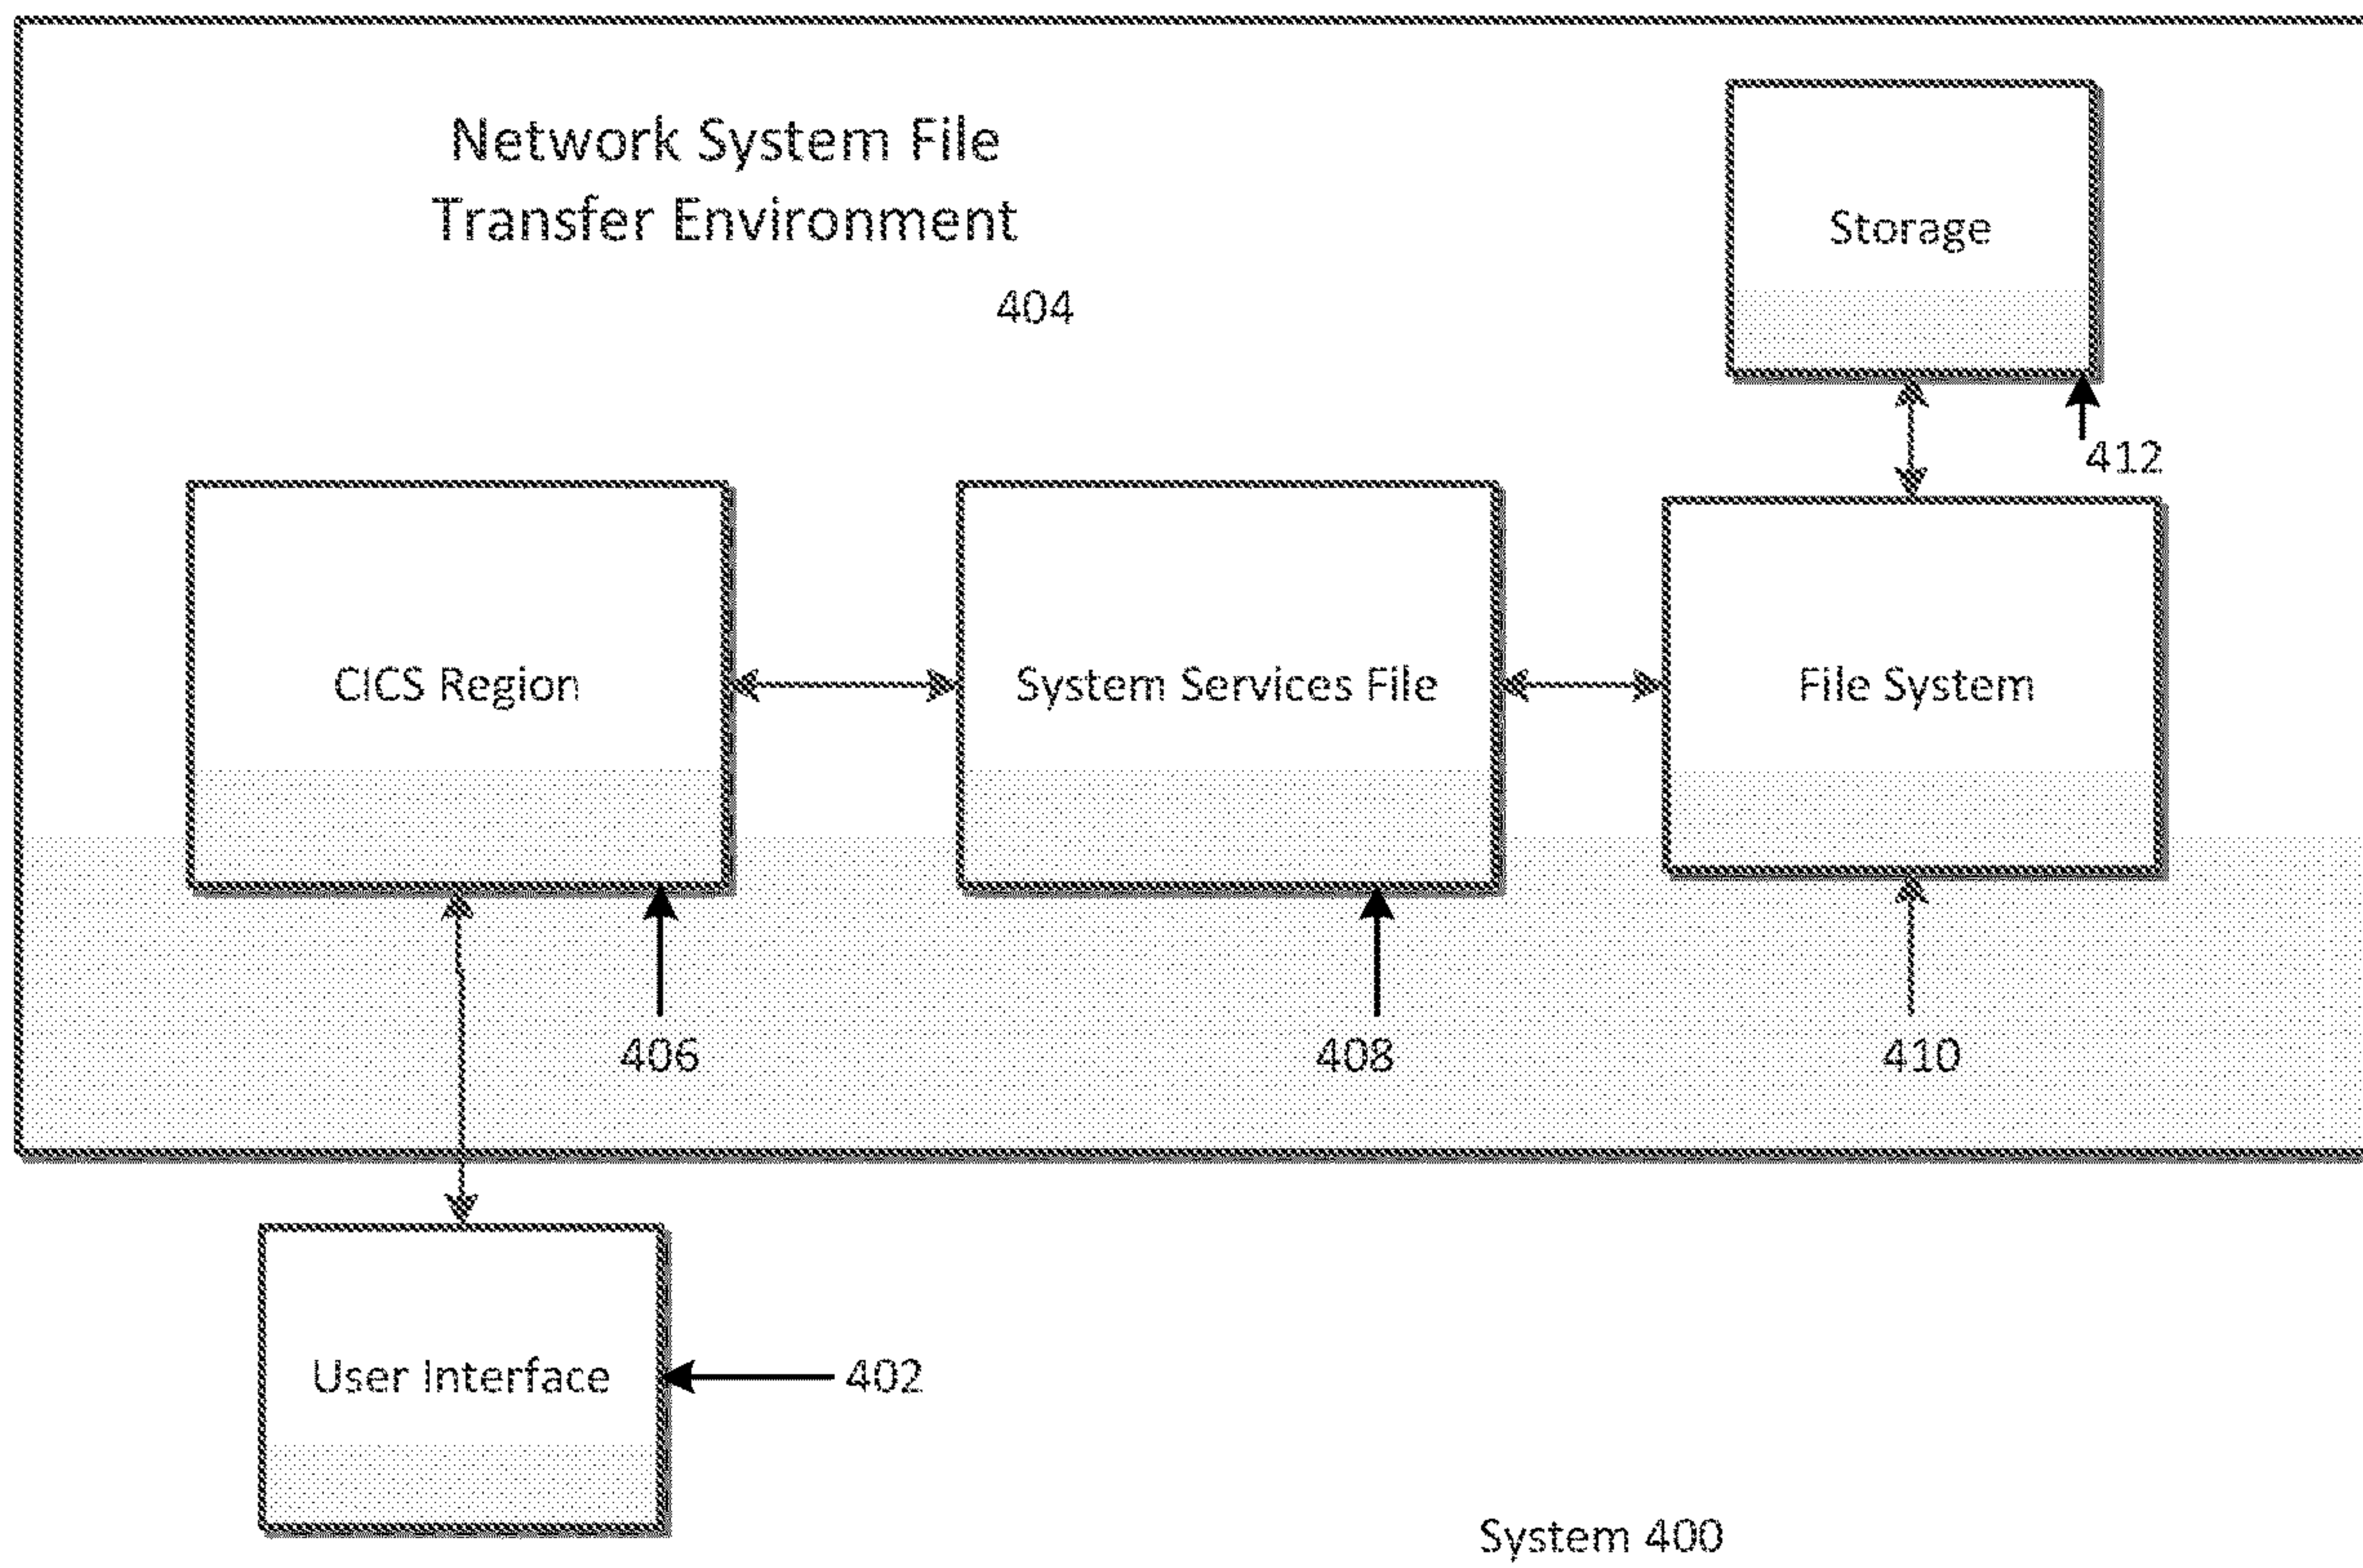 Network System File
Transfer Environment
404
Storage
412
CICS Region
System Services File
File System
406
408
410
User Interface
402
System 400